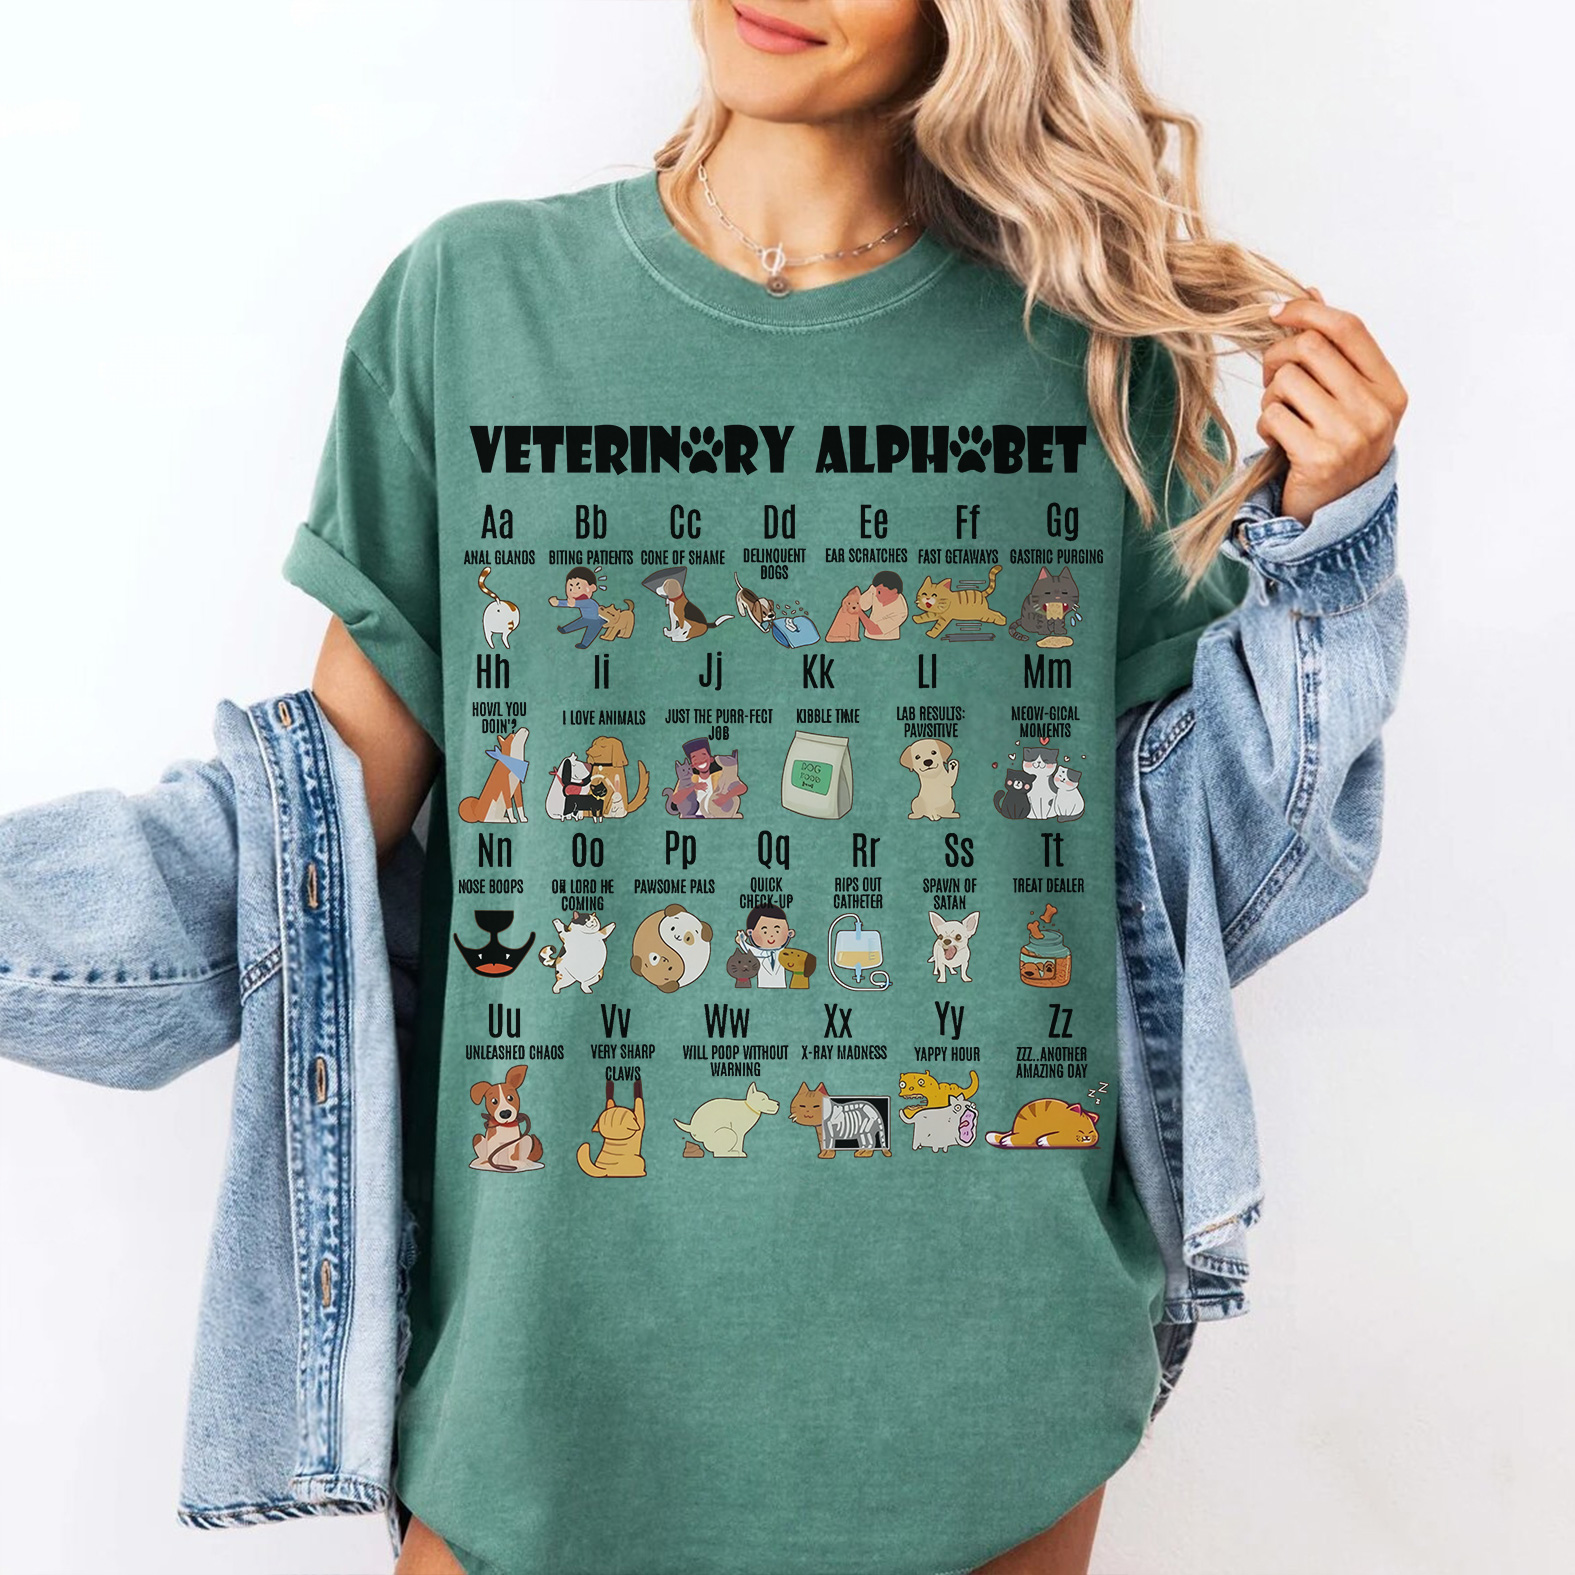 VETERINRY ALPHBET
Aa Bb Cc Dd Ee Ff Gg
ANAL GLANDS BITING PATIENTS CONE OF SHAME DELINQUENT EAR SCRATCHES FAST GETAWAYS GASTRIC PURGING
DOGS
Hh Ii Jj Kk Ll Mm
HOWL YOU I LOVE ANIMALS JUST THE PURR-FECT KIBBLE TIME LAB RESULTS: MEOW-GICAL
DOIN'? JOB PAWSITIVE MOMENTS
DOG
FOOD
Nn Oo Pp Qq Rr Ss Tt
NOSE BOOPS OH LORD HE PAWSOME PALS QUICK RIPS OUT SPAWN OF TREAT DEALER
COMING CHECK-UP CATHETER SATAN
Uu Vv Ww Xx Yy Zz
UNLEASHED CHAOS VERY SHARP WILL POOP WITHOUT X-RAY MADNESS YAPPY HOUR ZZZ..ANOTHER
CLAWS WARNING AMAZING DAY
z z Z